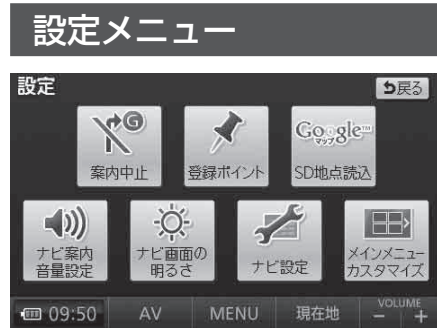 設定メニュー
設定
戻る
G
案内中止
登録ポイント
Google™
マップ
SD地点読込
ナビ案内
音量設定
ナビ画面の
明るさ
ナビ設定
メインメニュー
カスタマイズ
09:50
AV
MENU
現在地
VOLUME
− +